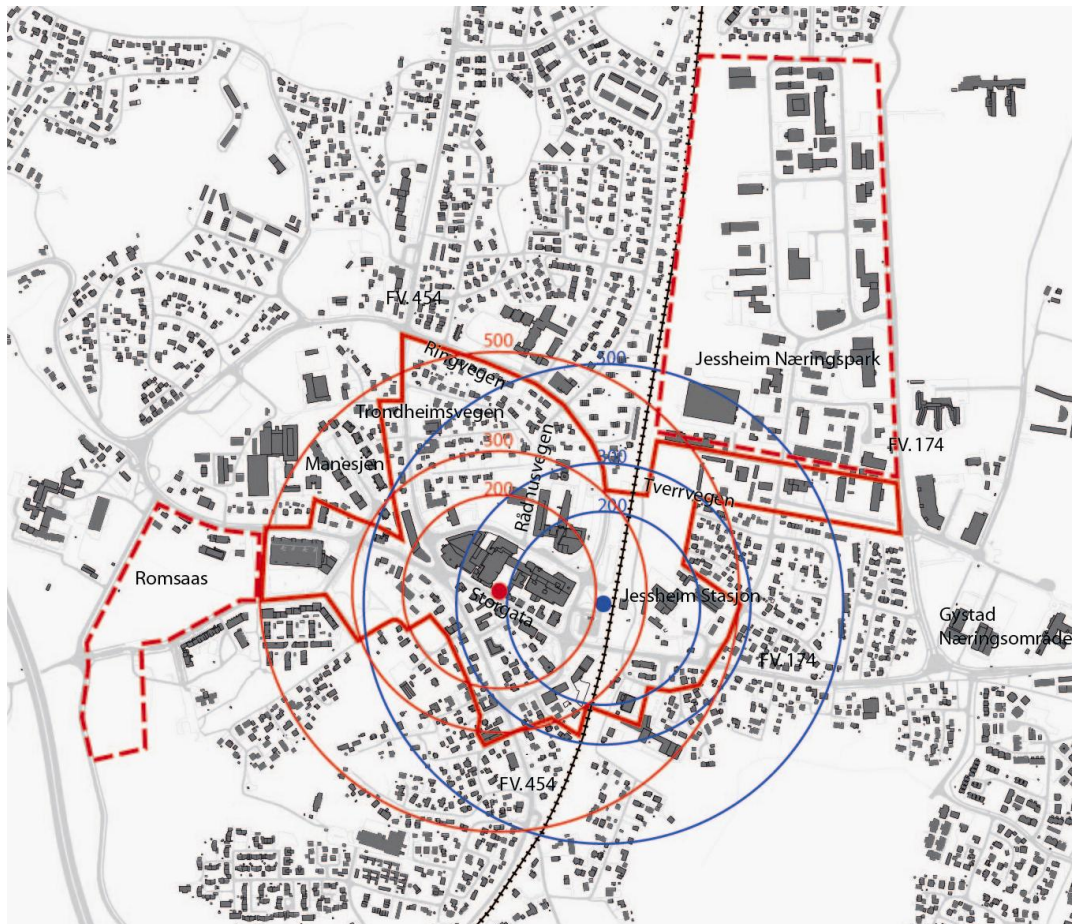 FV. 454
500
Ringvegen
500
Jessheim Næringspark
Trondheimsvegen
300
Rådhusvegen
FV. 174
Manesjen
300
200
Tverrvegen
200
Romsaas
Storgata
Jessheim Stasjon
Gystad
Næringsområde
FV. 174
FV. 454